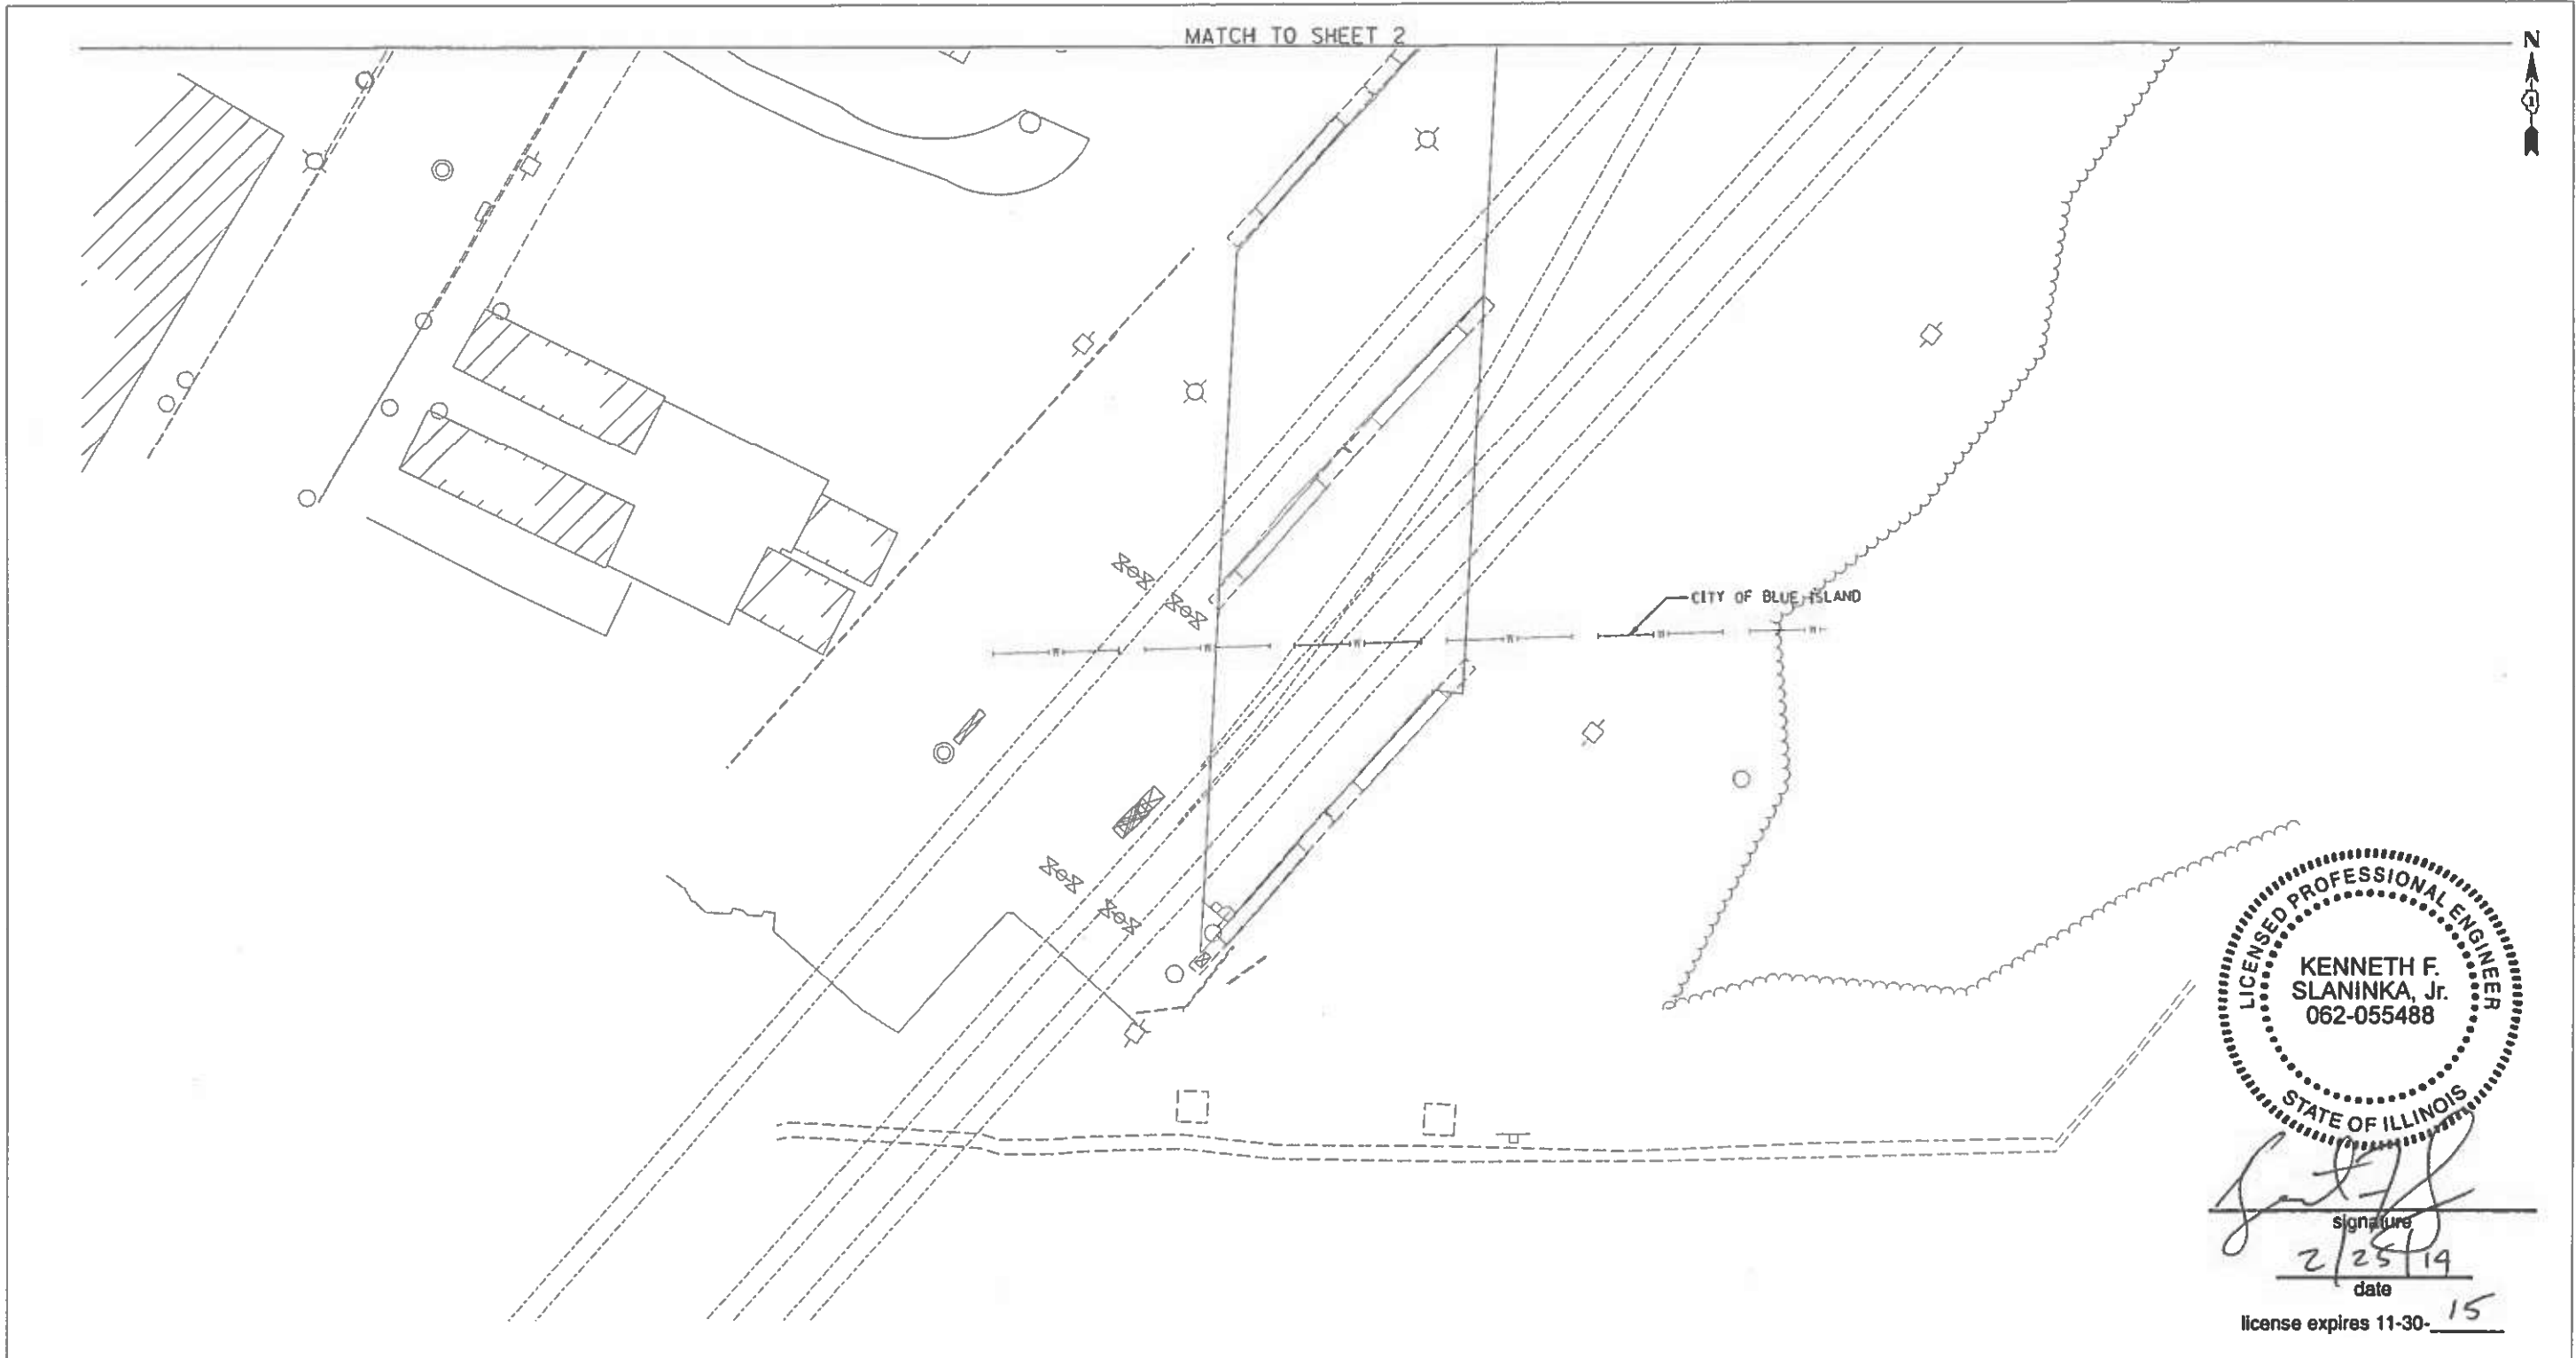 MATCH TO SHEET 2
N
CITY OF BLUE ISLAND
W
W
W
W
W
W
LICENSED PROFESSIONAL ENGINEER
KENNETH F.
SLANINKA, Jr.
062-055488
STATE OF ILLINOIS
signature
2/25/14
date
license expires 11-30-15